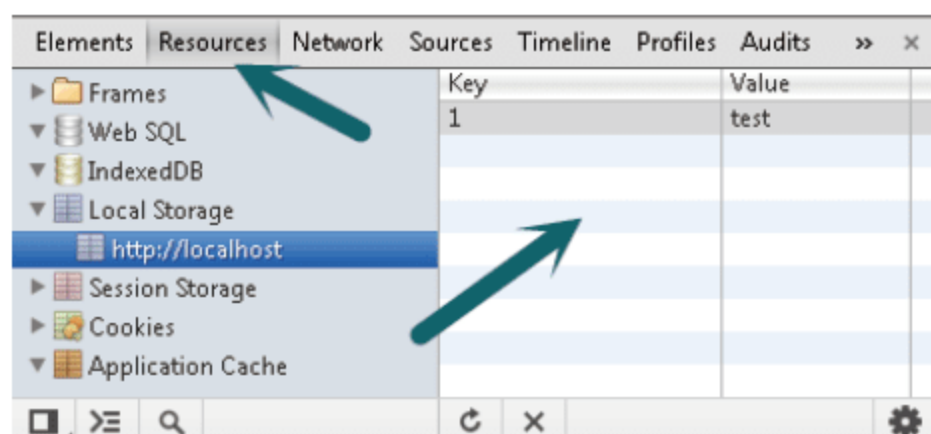 Elements Resources Network Sources Timeline Profiles Audits » ×
Frames
Web SQL
IndexedDB
Local Storage
http://localhost
Session Storage
Cookies
Application Cache
Key Value
1 test